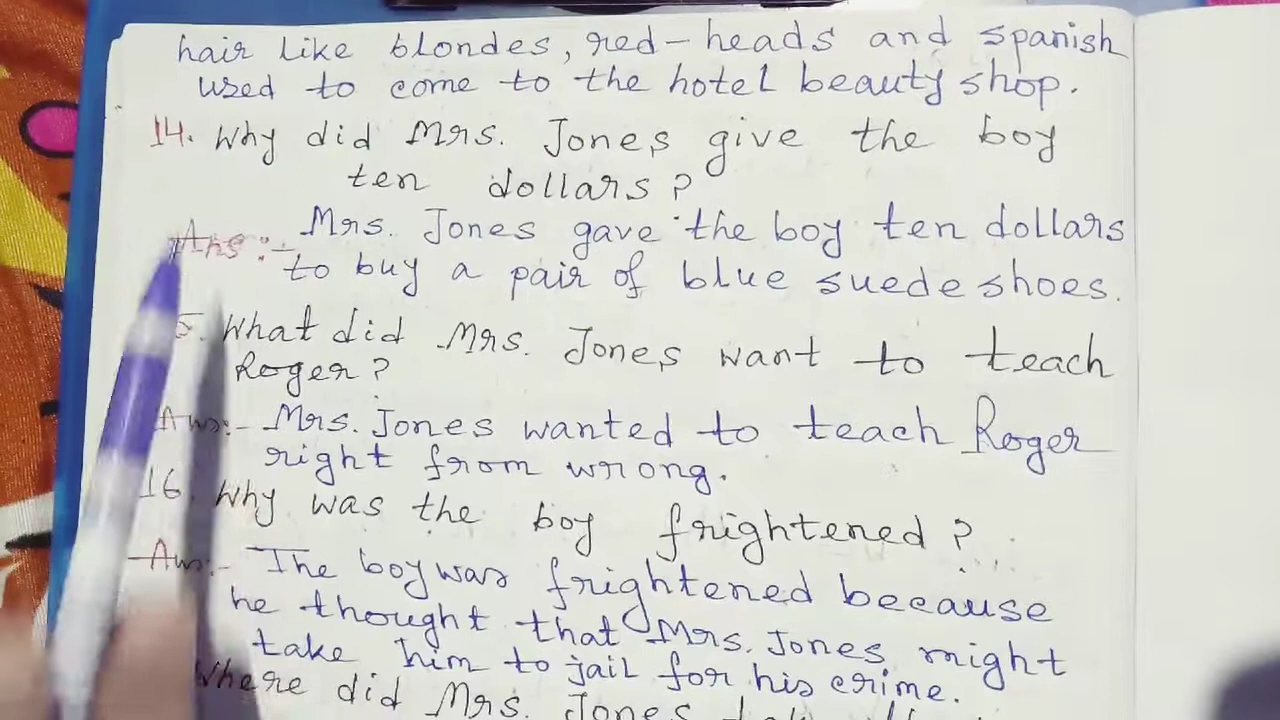 hair like blondes, red-heads and spanish
used to come to the hotel beauty shop.
14. Why did Mrs. Jones give the boy
ten dollars?
Ans:- Mrs. Jones gave the boy ten dollars
to buy a pair of blue suede shoes.
5. What did Mrs. Jones want to teach
Roger?
Ans:- Mrs. Jones wanted to teach Roger
right from wrong.
16. Why was the boy frightened?
Ans:- The boy was frightened because
he thought that Mrs. Jones might
take him to jail for his crime.
Where did Mrs. Jones